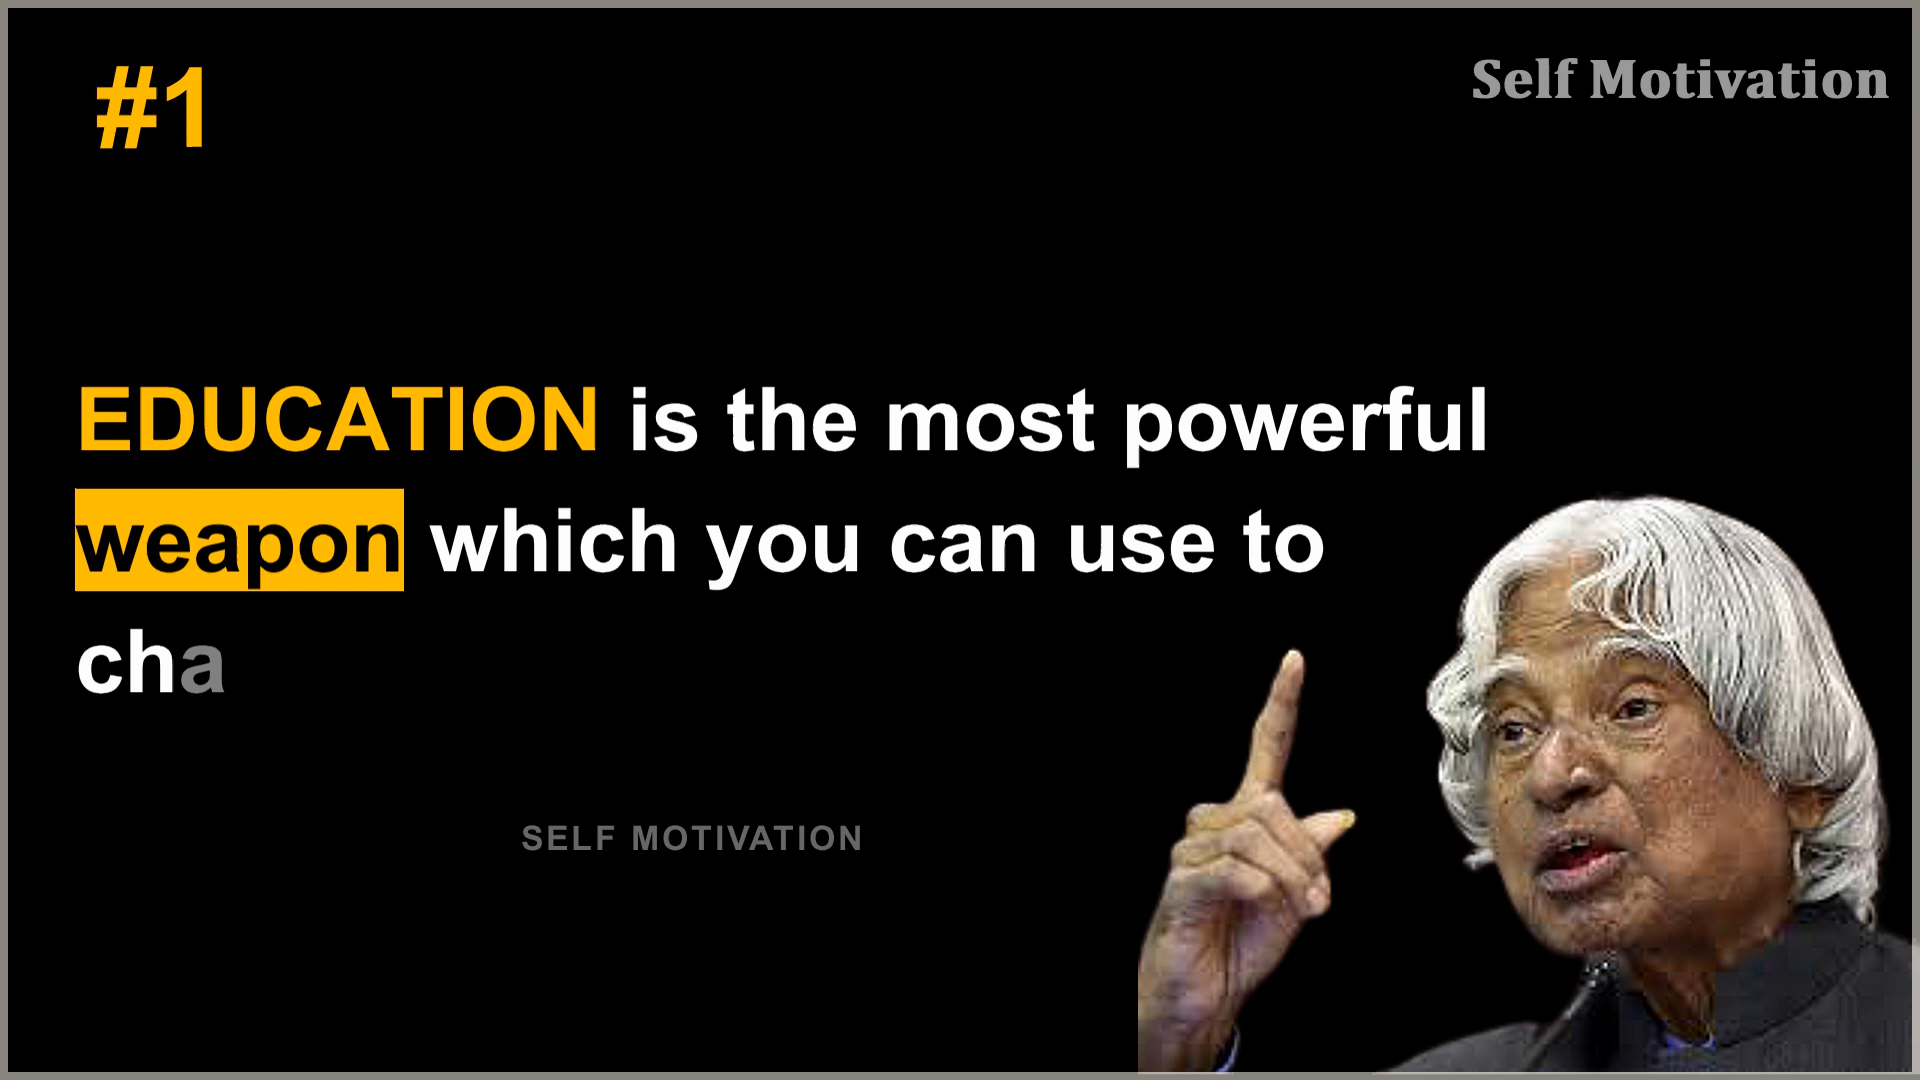 #1
Self Motivation
EDUCATION is the most powerful
weapon which you can use to
cha
SELF MOTIVATION